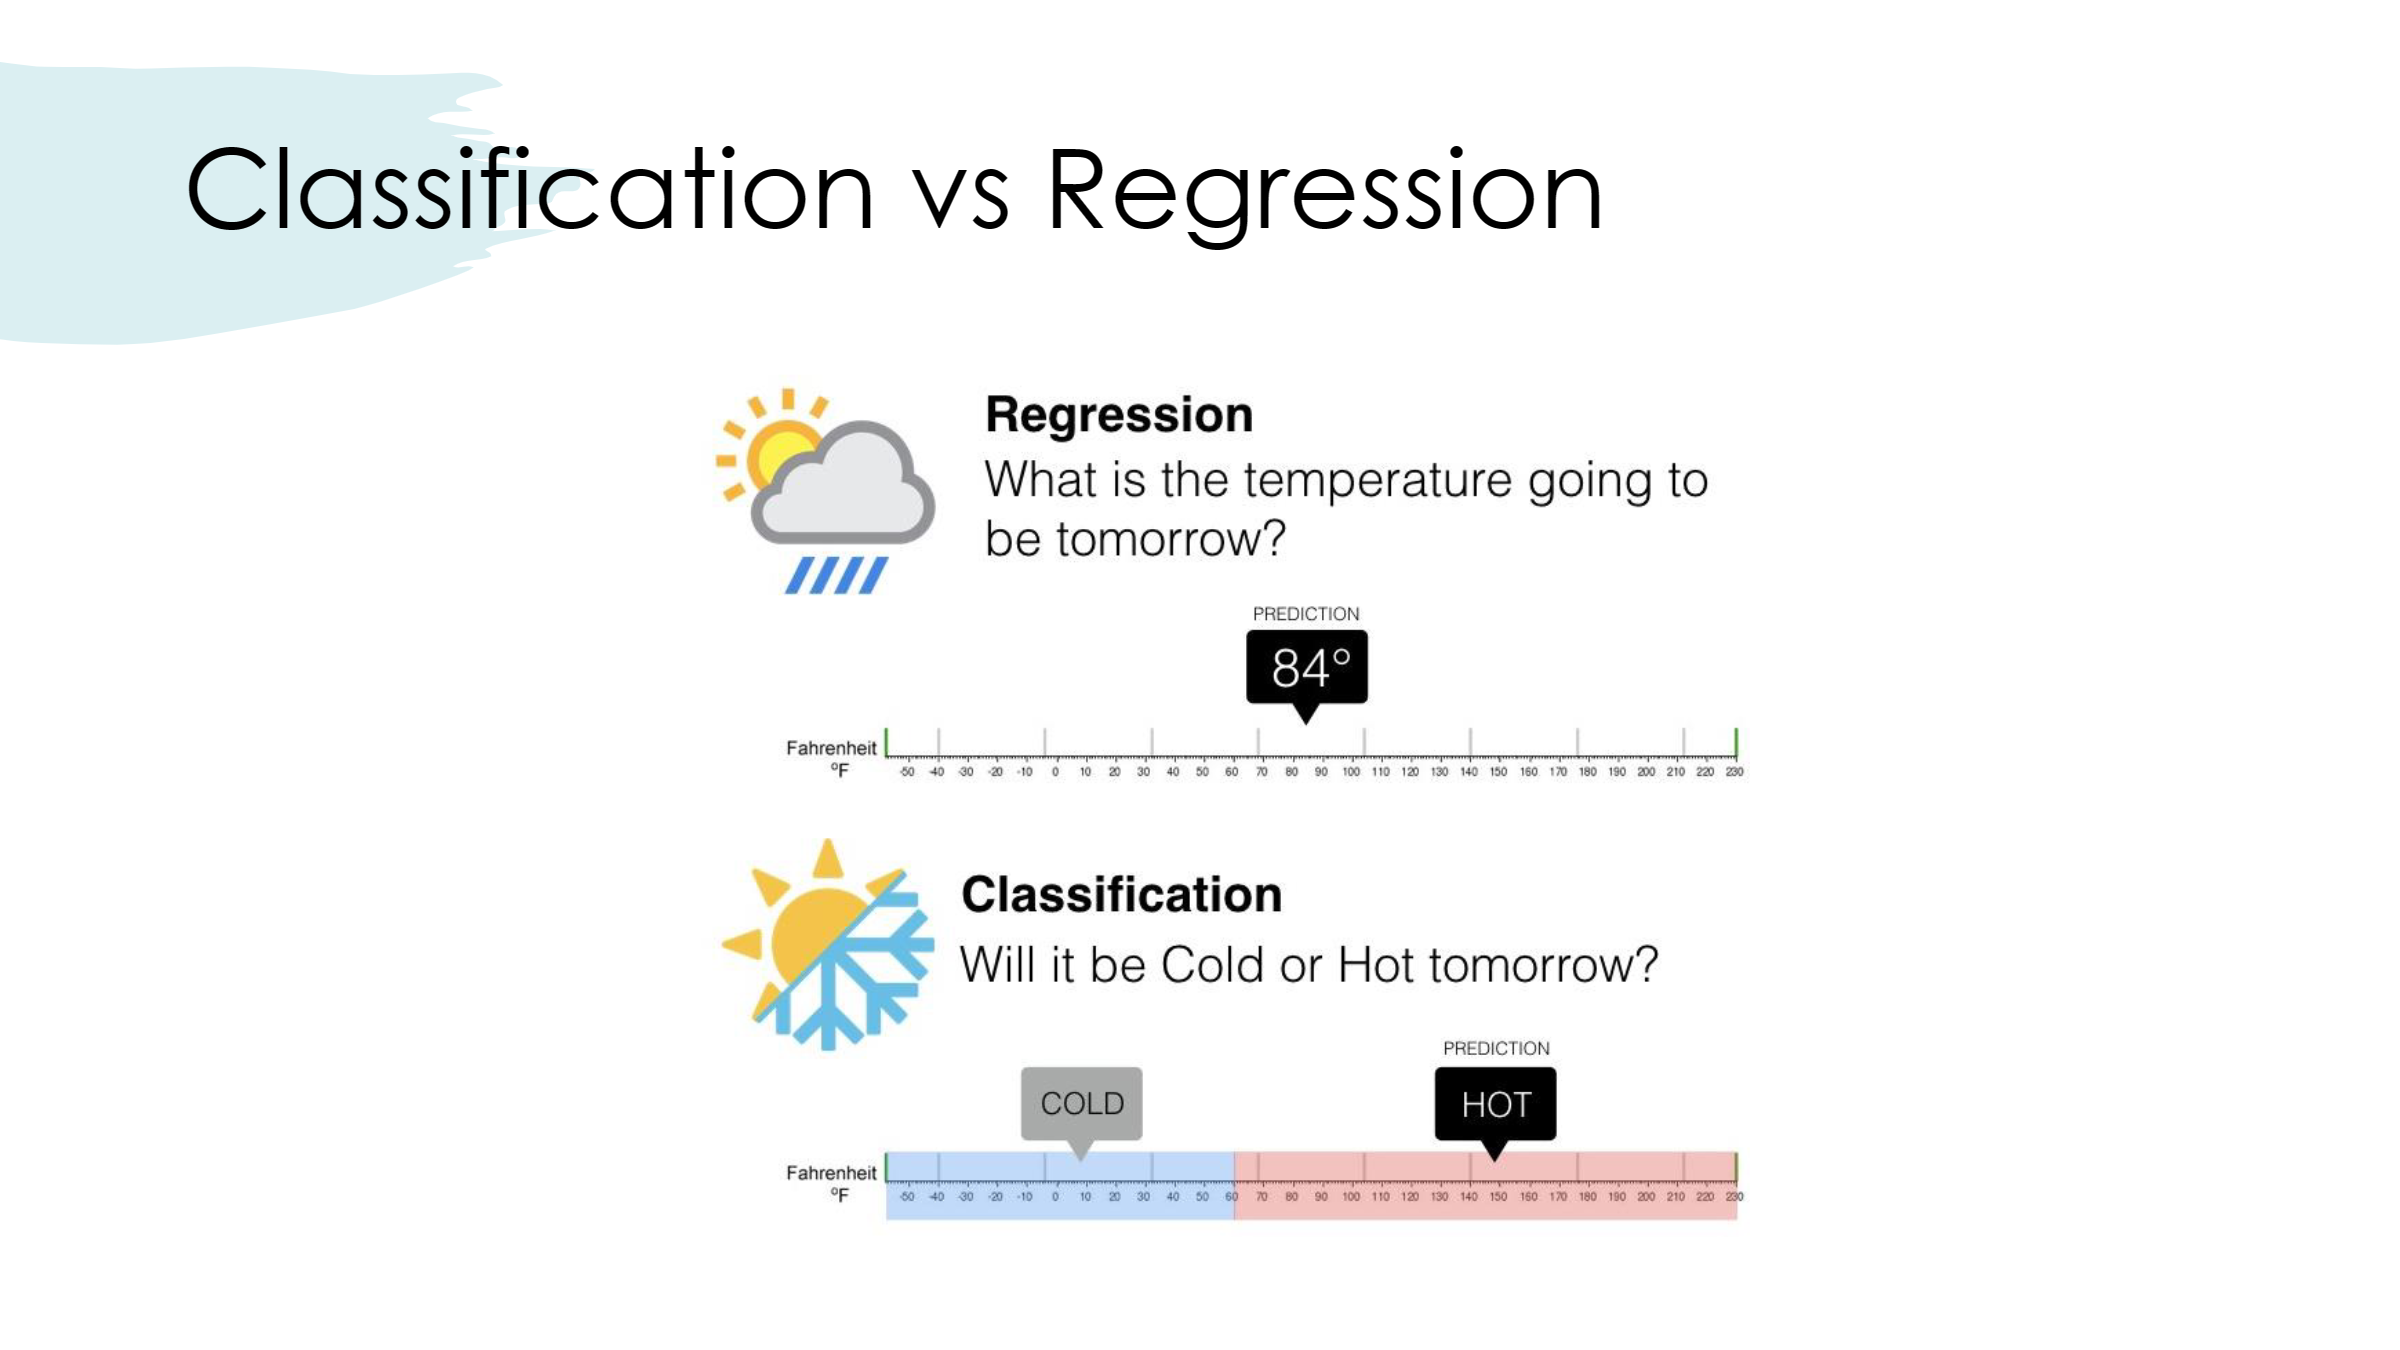 Classification vs Regression
Regression
What is the temperature going to
be tomorrow?
PREDICTION
84°
Fahrenheit
°F
-50 -40 -30 -20 -10 0 10 20 30 40 50 60 70 80 90 100 110 120 130 140 150 160 170 180 190 200 210 220 230
Classification
Will it be Cold or Hot tomorrow?
PREDICTION
COLD HOT
Fahrenheit
°F
-50 -40 -30 -20 -10 0 10 20 30 40 50 60 70 80 90 100 110 120 130 140 150 160 170 180 190 200 210 220 230